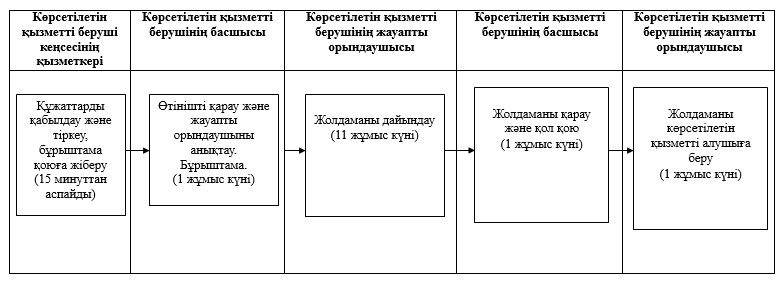 Көрсетілетін
қызметті беруші
кеңсесінің
қызметкері
Көрсетілетін қызметті
берушінің басшысы
Көрсетілетін қызметті
берушінің жауапты
орындаушысы
Көрсетілетін қызметті
берушінің басшысы
Көрсетілетін қызметті
берушінің жауапты
орындаушысы
Құжаттарды
қабылдау және
тіркеу,
бұрыштама
қоюға жіберу
(15 минуттан
аспайды)
Өтінішті қарау және
жауапты
орындаушыны
анықтау.
Бұрыштама.
(1 жұмыс күні)
Жолдаманы дайындау
(11 жұмыс күні)
Жолдаманы қарау
және қол қою
(1 жұмыс күні)
Жолдаманы
көрсетілетін
қызметті алушыға
беру
(1 жұмыс күні)